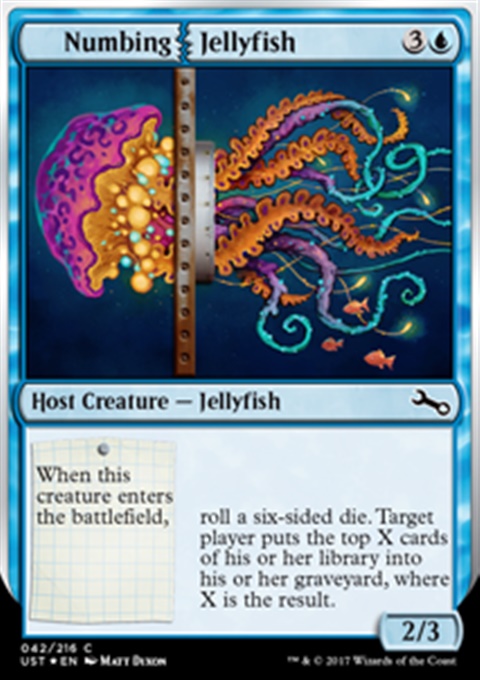 Numbing Jellyfish 3
Host Creature — Jellyfish
When this
creature enters
the battlefield,
roll a six-sided die. Target
player puts the top X cards
of his or her library into
his or her graveyard, where
X is the result.
2/3
042/216 C
UST ★ EN Matt Dixon
™ & © 2017 Wizards of the Coast